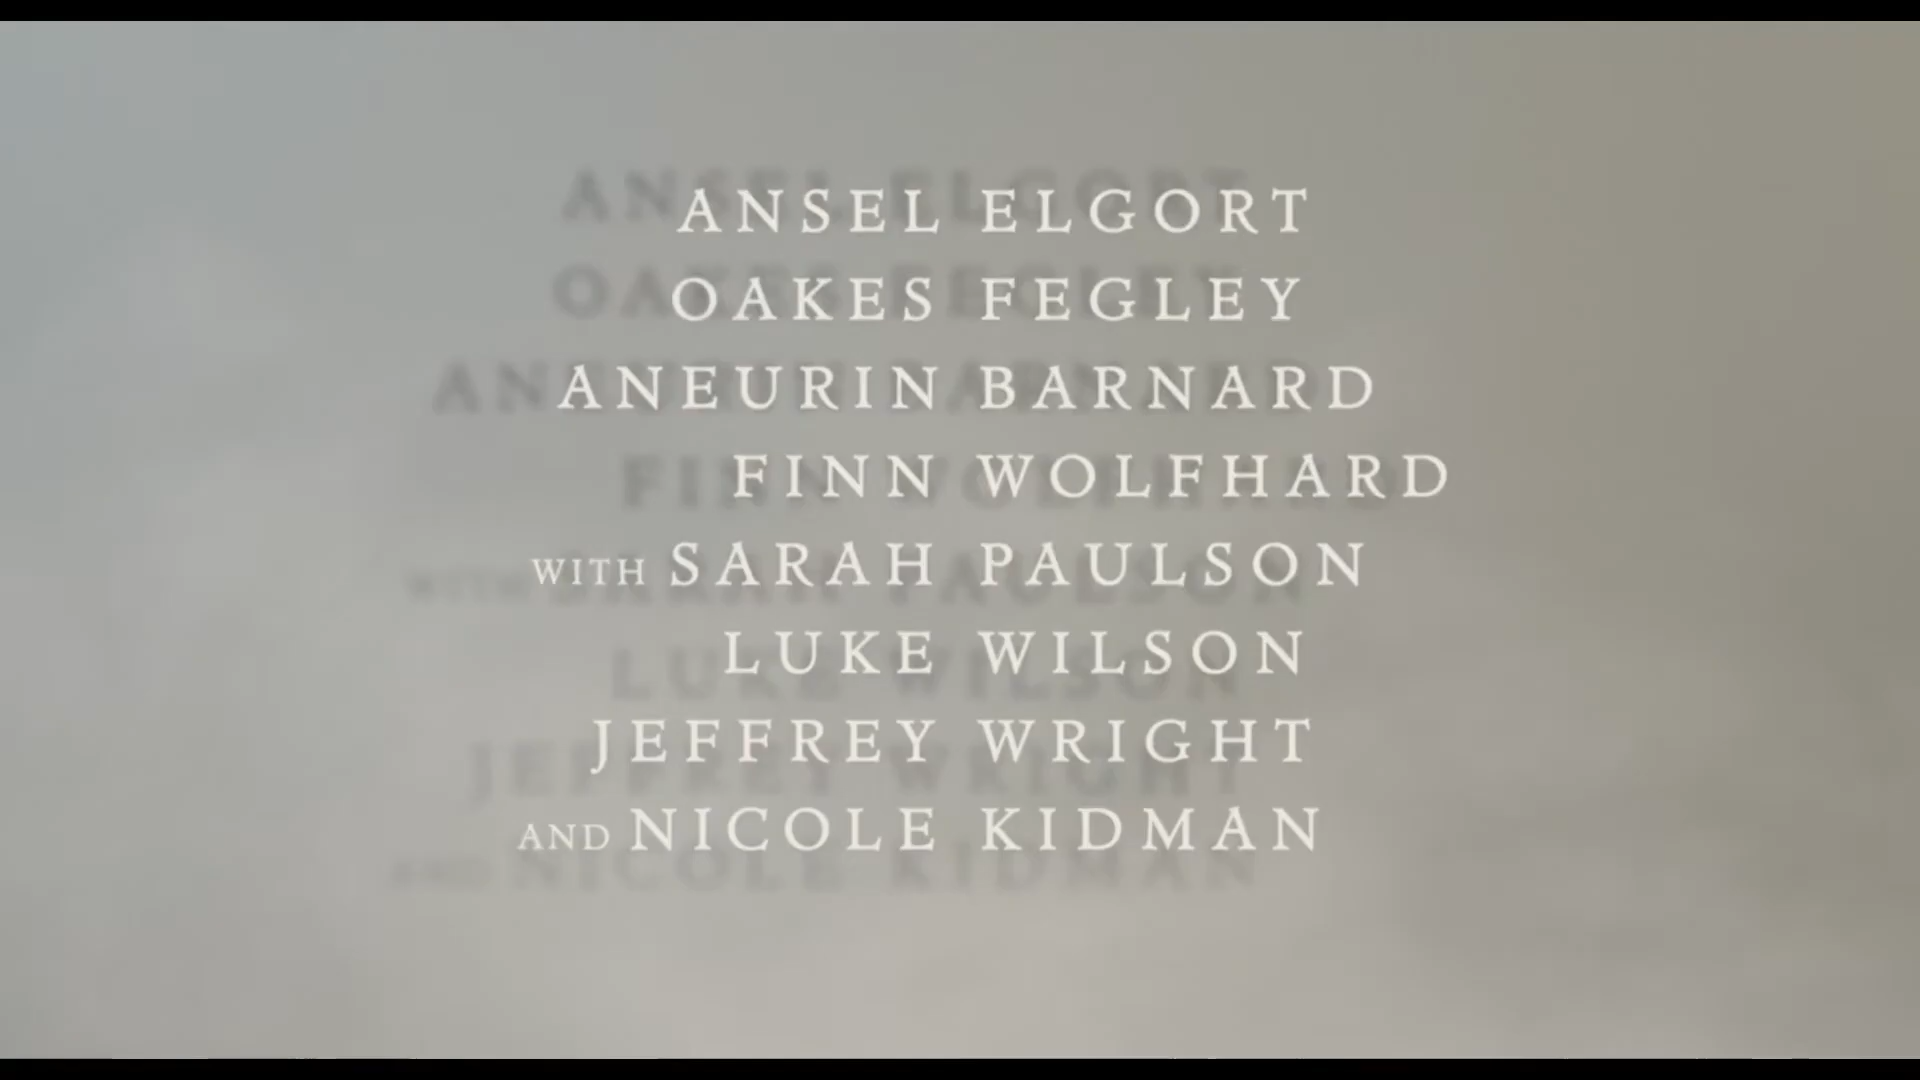 ANSEL ELGORT
OAKES FEGLEY
ANEURIN BARNARD
FINN WOLFHARD
WITH SARAH PAULSON
LUKE WILSON
JEFFREY WRIGHT
AND NICOLE KIDMAN